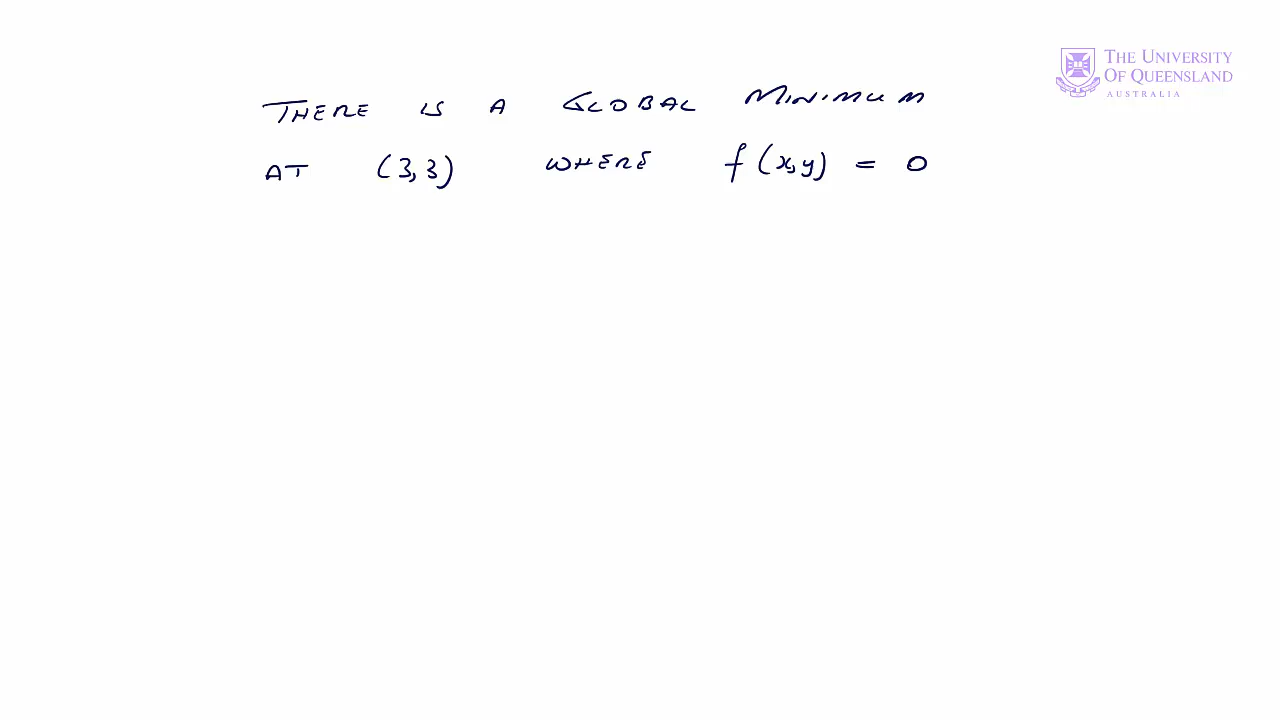 THE UNIVERSITY
OF QUEENSLAND
AUSTRALIA
THERE IS A GLOBAL MINIMUM
AT (3,3) WHERE f(x,y) = 0